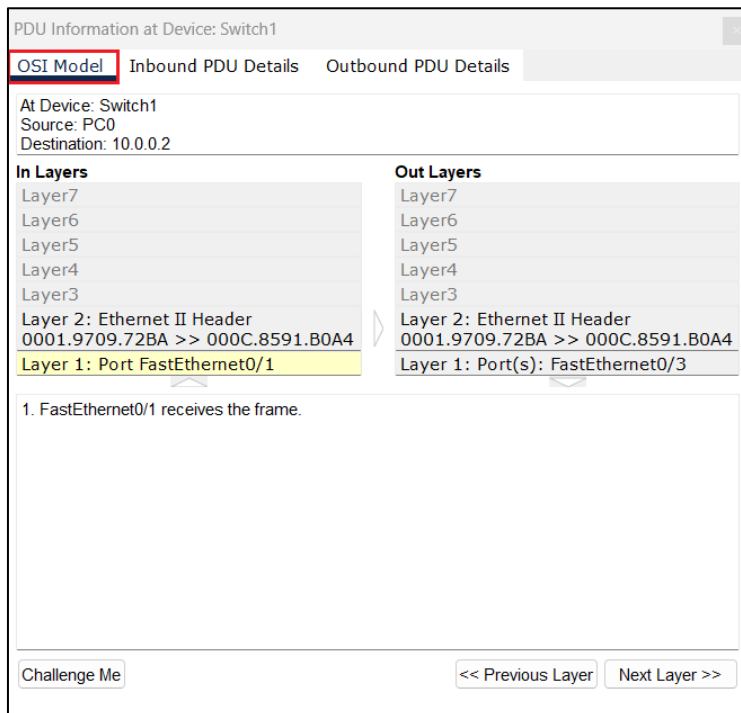 PDU Information at Device: Switch1
OSI Model Inbound PDU Details Outbound PDU Details
At Device: Switch1
Source: PC0
Destination: 10.0.0.2
In Layers
Layer7
Layer6
Layer5
Layer4
Layer3
Layer 2: Ethernet II Header
0001.9709.72BA >> 000C.8591.B0A4
Layer 1: Port FastEthernet0/1
Out Layers
Layer7
Layer6
Layer5
Layer4
Layer3
Layer 2: Ethernet II Header
0001.9709.72BA >> 000C.8591.B0A4
Layer 1: Port(s): FastEthernet0/3
1. FastEthernet0/1 receives the frame.
Challenge Me << Previous Layer Next Layer >>